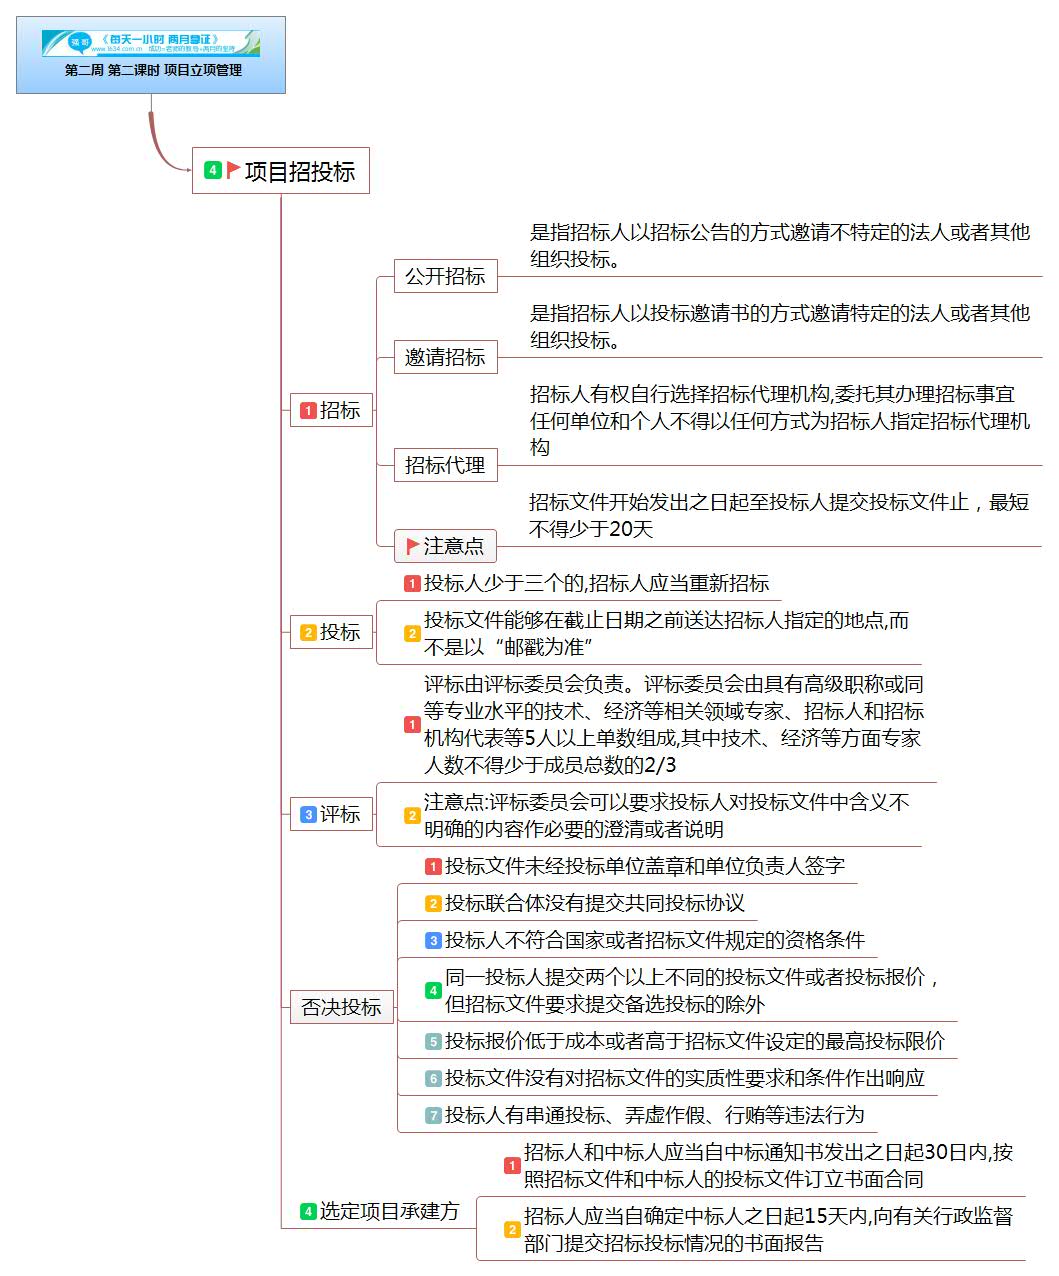 强哥
《每天一小时 两月拿证》
第二周 第二课时 项目立项管理
4 项目招投标
是指招标人以招标公告的方式邀请不特定的法人或者其他
组织投标。
公开招标
是指招标人以投标邀请书的方式邀请特定的法人或者其他
组织投标。
邀请招标
1 招标
招标人有权自行选择招标代理机构,委托其办理招标事宜
任何单位和个人不得以任何方式为招标人指定招标代理机
构
招标代理
招标文件开始发出之日起至投标人提交投标文件止，最短
不得少于20天
注意点
1 投标人少于三个的,招标人应当重新招标
2 投标
2 投标文件能够在截止日期之前送达招标人指定的地点,而
不是以“邮戳为准”
1 评标由评标委员会负责。评标委员会由具有高级职称或同
等专业水平的技术、经济等相关领域专家、招标人和招标
机构代表等5人以上单数组成,其中技术、经济等方面专家
人数不得少于成员总数的2/3
3 评标
2 注意点:评标委员会可以要求投标人对投标文件中含义不
明确的内容作必要的澄清或者说明
1 投标文件未经投标单位盖章和单位负责人签字
2 投标联合体没有提交共同投标协议
3 投标人不符合国家或者招标文件规定的资格条件
4 同一投标人提交两个以上不同的投标文件或者投标报价，
但招标文件要求提交备选投标的除外
否决投标
5 投标报价低于成本或者高于招标文件设定的最高投标限价
6 投标文件没有对招标文件的实质性要求和条件作出响应
7 投标人有串通投标、弄虚作假、行贿等违法行为
1 招标人和中标人应当自中标通知书发出之日起30日内,按
照招标文件和中标人的投标文件订立书面合同
4 选定项目承建方
2 招标人应当自确定中标人之日起15天内,向有关行政监督
部门提交招标投标情况的书面报告